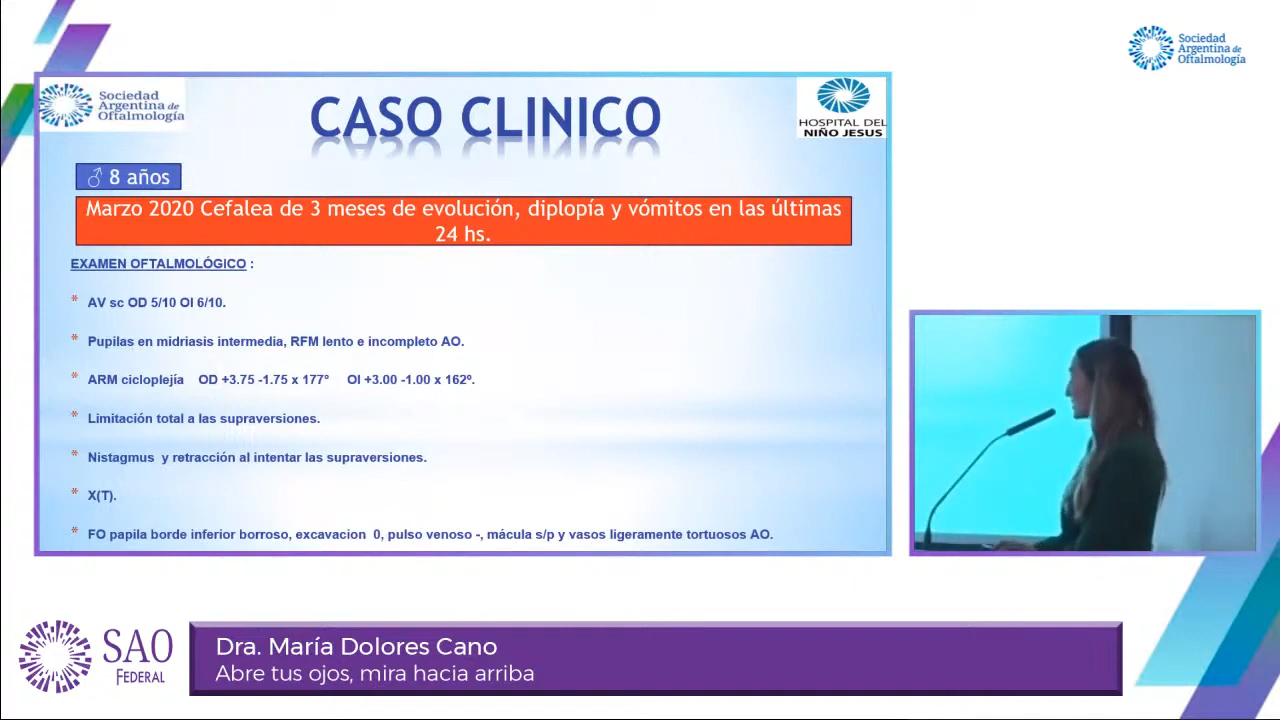 Sociedad
Argentina de
Oftalmología
Sociedad
Argentina de
Oftalmología
CASO CLINICO
HOSPITAL DEL
NIÑO JESUS
♂ 8 años
Marzo 2020 Cefalea de 3 meses de evolución, diplopía y vómitos en las últimas
24 hs.
EXAMEN OFTALMOLÓGICO :
* AV sc OD 5/10 OI 6/10.
* Pupilas en midriasis intermedia, RFM lento e incompleto AO.
* ARM cicloplejía OD +3.75 -1.75 x 177° OI +3.00 -1.00 x 162º.
* Limitación total a las supraversiones.
* Nistagmus y retracción al intentar las supraversiones.
* X(T).
* FO papila borde inferior borroso, excavacion 0, pulso venoso -, mácula s/p y vasos ligeramente tortuosos AO.
SAO
FEDERAL
Dra. María Dolores Cano
Abre tus ojos, mira hacia arriba